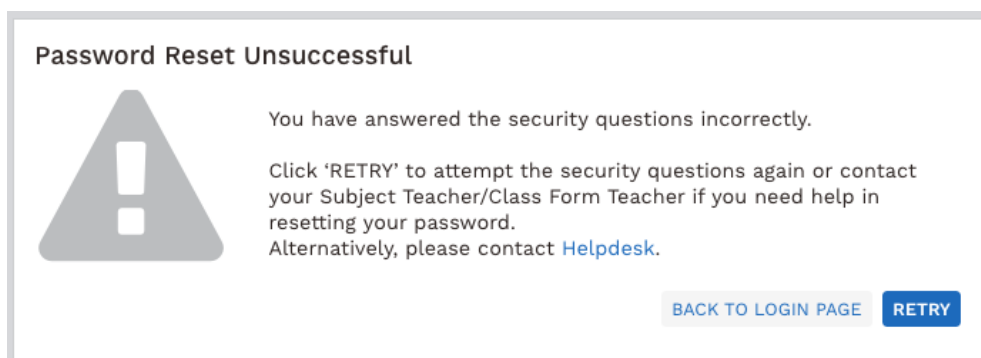 Password Reset Unsuccessful
You have answered the security questions incorrectly.
Click ‘RETRY’ to attempt the security questions again or contact
your Subject Teacher/Class Form Teacher if you need help in
resetting your password.
Alternatively, please contact Helpdesk.
BACK TO LOGIN PAGE
RETRY